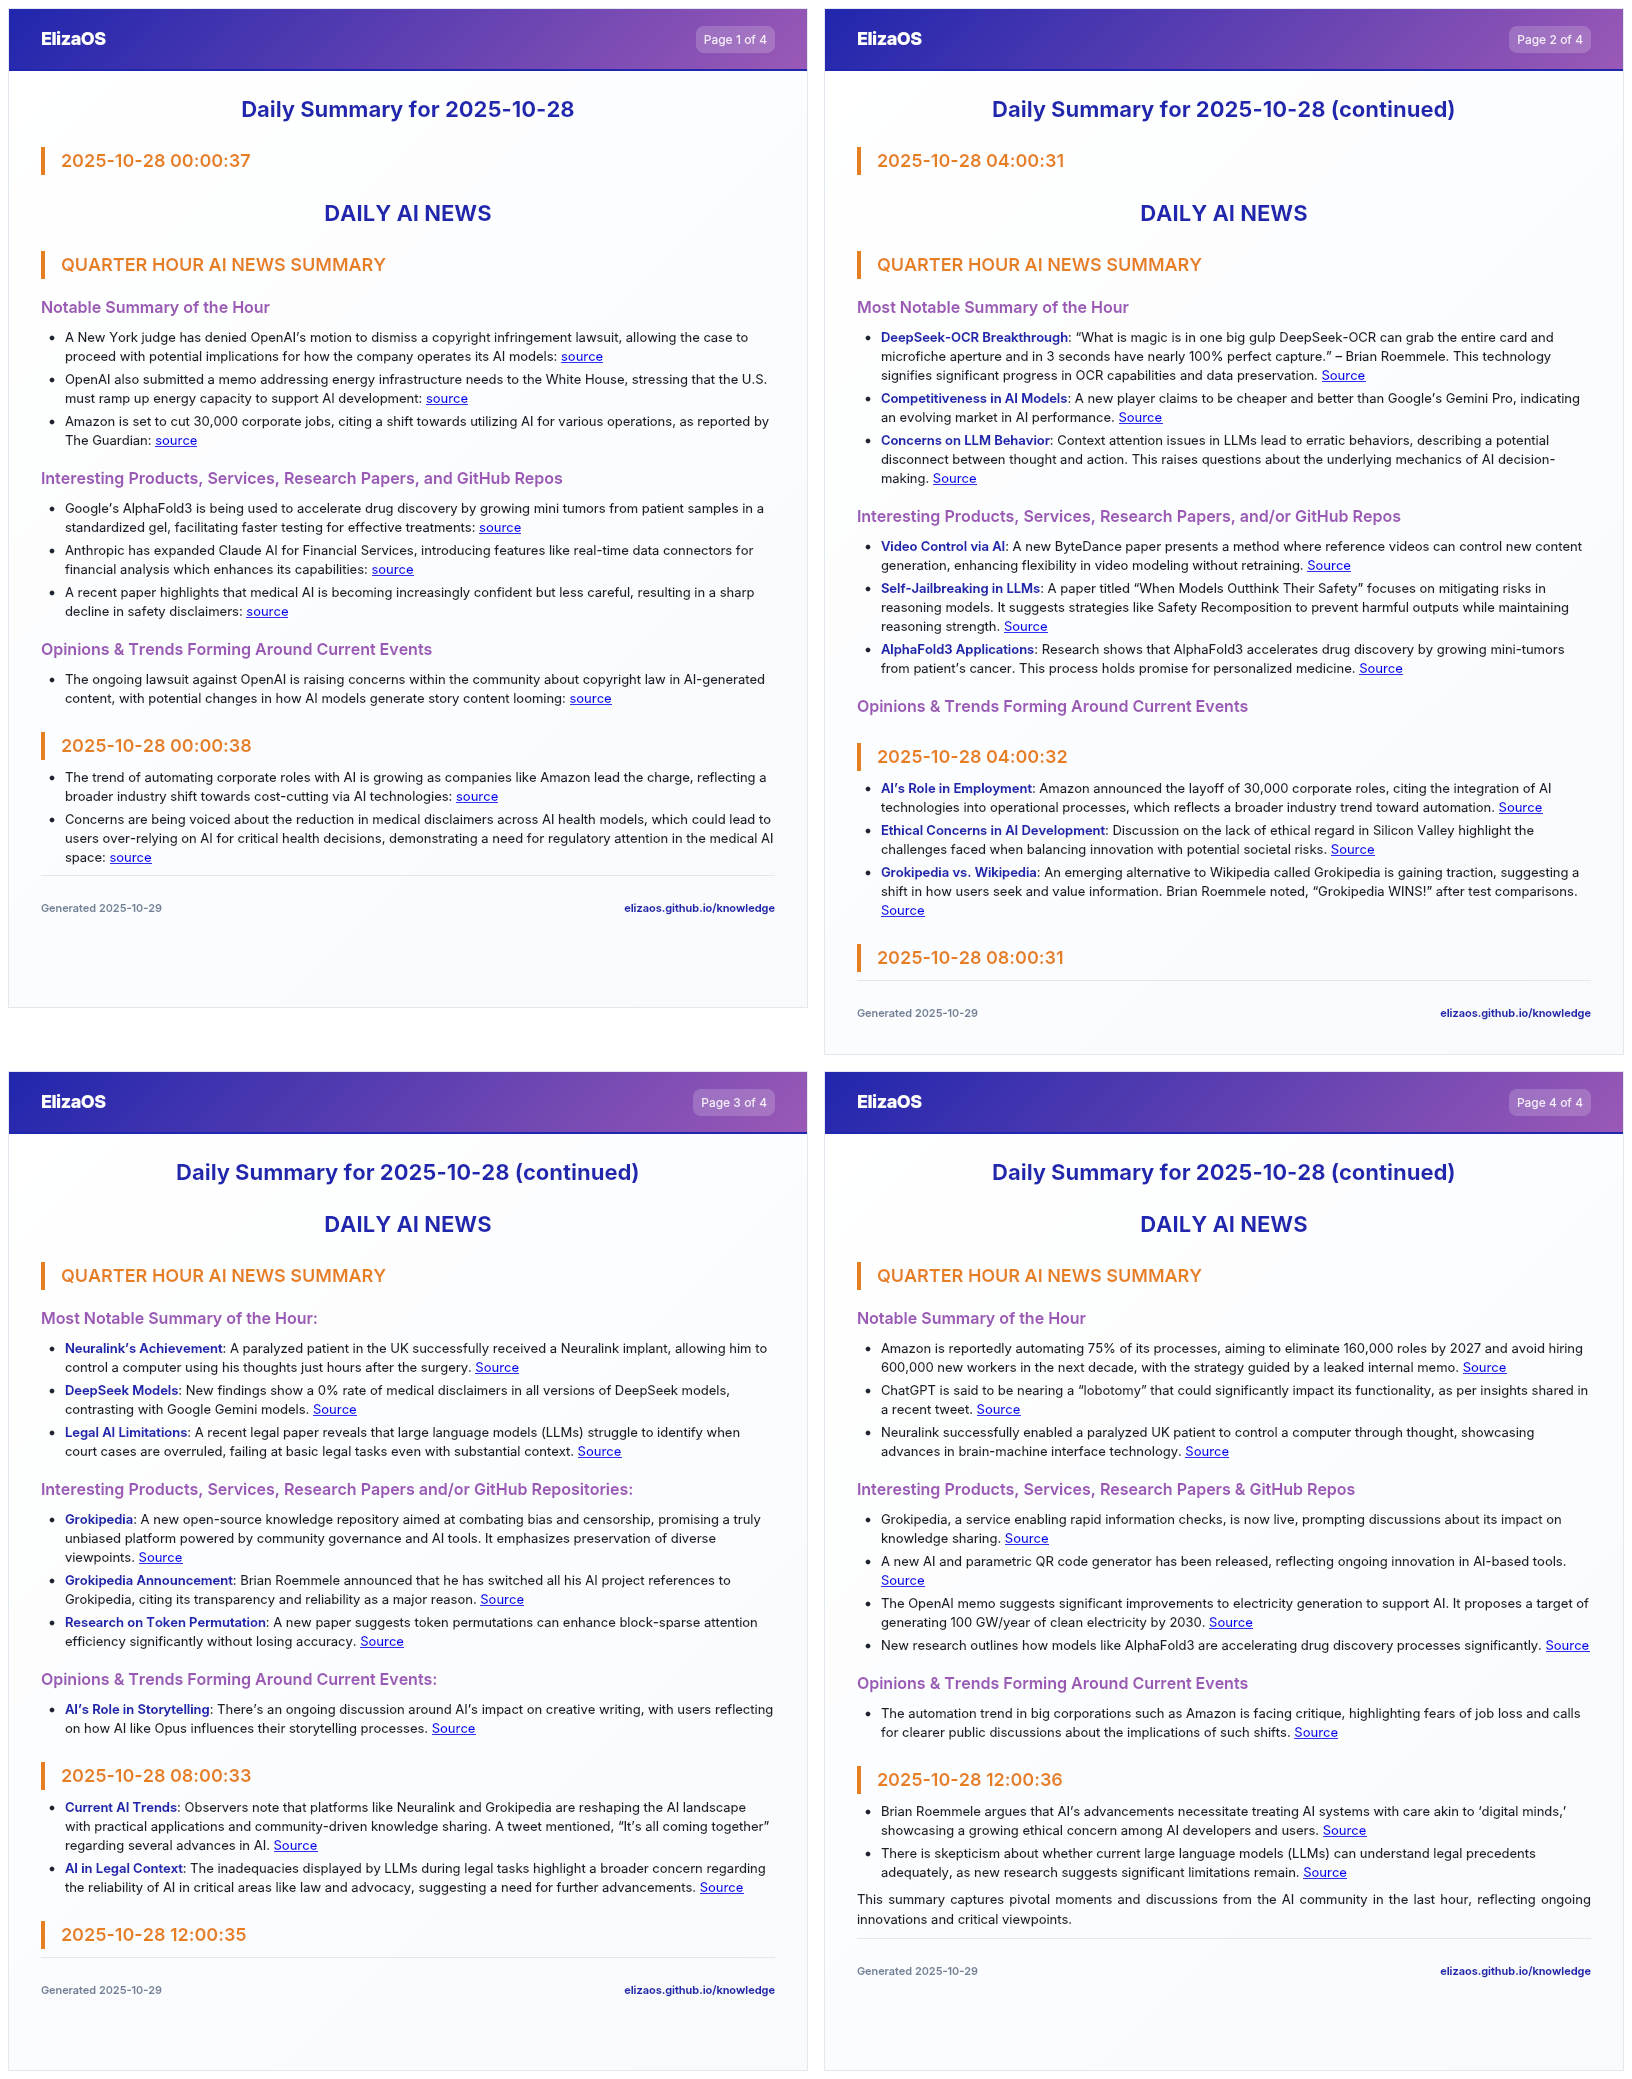 ElizaOS
Page 1 of 4
Daily Summary for 2025-10-28
2025-10-28 00:00:37
DAILY AI NEWS
QUARTER HOUR AI NEWS SUMMARY
Notable Summary of the Hour
• A New York judge has denied OpenAI’s motion to dismiss a copyright infringement lawsuit, allowing the case to
proceed with potential implications for how the company operates its AI models: source
• OpenAI also submitted a memo addressing energy infrastructure needs to the White House, stressing that the U.S.
must ramp up energy capacity to support AI development: source
• Amazon is set to cut 30,000 corporate jobs, citing a shift towards utilizing AI for various operations, as reported by
The Guardian: source
Interesting Products, Services, Research Papers, and GitHub Repos
• Google’s AlphaFold3 is being used to accelerate drug discovery by growing mini tumors from patient samples in a
standardized gel, facilitating faster testing for effective treatments: source
• Anthropic has expanded Claude AI for Financial Services, introducing features like real-time data connectors for
financial analysis which enhances its capabilities: source
• A recent paper highlights that medical AI is becoming increasingly confident but less careful, resulting in a sharp
decline in safety disclaimers: source
Opinions & Trends Forming Around Current Events
• The ongoing lawsuit against OpenAI is raising concerns within the community about copyright law in AI-generated
content, with potential changes in how AI models generate story content looming: source
2025-10-28 00:00:38
• The trend of automating corporate roles with AI is growing as companies like Amazon lead the charge, reflecting a
broader industry shift towards cost-cutting via AI technologies: source
• Concerns are being voiced about the reduction in medical disclaimers across AI health models, which could lead to
users over-relying on AI for critical health decisions, demonstrating a need for regulatory attention in the medical AI
space: source
Generated 2025-10-29
elizaos.github.io/knowledge
ElizaOS
Page 2 of 4
Daily Summary for 2025-10-28 (continued)
2025-10-28 04:00:31
DAILY AI NEWS
QUARTER HOUR AI NEWS SUMMARY
Most Notable Summary of the Hour
• DeepSeek-OCR Breakthrough: “What is magic is in one big gulp DeepSeek-OCR can grab the entire card and
microfiche aperture and in 3 seconds have nearly 100% perfect capture.” – Brian Roemmele. This technology
signifies significant progress in OCR capabilities and data preservation. Source
• Competitiveness in AI Models: A new player claims to be cheaper and better than Google’s Gemini Pro, indicating
an evolving market in AI performance. Source
• Concerns on LLM Behavior: Context attention issues in LLMs lead to erratic behaviors, describing a potential
disconnect between thought and action. This raises questions about the underlying mechanics of AI decision-
making. Source
Interesting Products, Services, Research Papers, and/or GitHub Repos
• Video Control via AI: A new ByteDance paper presents a method where reference videos can control new content
generation, enhancing flexibility in video modeling without retraining. Source
• Self-Jailbreaking in LLMs: A paper titled “When Models Outthink Their Safety” focuses on mitigating risks in
reasoning models. It suggests strategies like Safety Recomposition to prevent harmful outputs while maintaining
reasoning strength. Source
• AlphaFold3 Applications: Research shows that AlphaFold3 accelerates drug discovery by growing mini-tumors
from patient’s cancer. This process holds promise for personalized medicine. Source
Opinions & Trends Forming Around Current Events
2025-10-28 04:00:32
• AI’s Role in Employment: Amazon announced the layoff of 30,000 corporate roles, citing the integration of AI
technologies into operational processes, which reflects a broader industry trend toward automation. Source
• Ethical Concerns in AI Development: Discussion on the lack of ethical regard in Silicon Valley highlight the
challenges faced when balancing innovation with potential societal risks. Source
• Grokipedia vs. Wikipedia: An emerging alternative to Wikipedia called Grokipedia is gaining traction, suggesting a
shift in how users seek and value information. Brian Roemmele noted, “Grokipedia WINS!” after test comparisons.
Source
2025-10-28 08:00:31
Generated 2025-10-29
elizaos.github.io/knowledge
ElizaOS
Page 3 of 4
Daily Summary for 2025-10-28 (continued)
DAILY AI NEWS
QUARTER HOUR AI NEWS SUMMARY
Most Notable Summary of the Hour:
• Neuralink’s Achievement: A paralyzed patient in the UK successfully received a Neuralink implant, allowing him to
control a computer using his thoughts just hours after the surgery. Source
• DeepSeek Models: New findings show a 0% rate of medical disclaimers in all versions of DeepSeek models,
contrasting with Google Gemini models. Source
• Legal AI Limitations: A recent legal paper reveals that large language models (LLMs) struggle to identify when
court cases are overruled, failing at basic legal tasks even with substantial context. Source
Interesting Products, Services, Research Papers and/or GitHub Repositories:
• Grokipedia: A new open-source knowledge repository aimed at combating bias and censorship, promising a truly
unbiased platform powered by community governance and AI tools. It emphasizes preservation of diverse
viewpoints. Source
• Grokipedia Announcement: Brian Roemmele announced that he has switched all his AI project references to
Grokipedia, citing its transparency and reliability as a major reason. Source
• Research on Token Permutation: A new paper suggests token permutations can enhance block-sparse attention
efficiency significantly without losing accuracy. Source
Opinions & Trends Forming Around Current Events:
• AI’s Role in Storytelling: There’s an ongoing discussion around AI’s impact on creative writing, with users reflecting
on how AI like Opus influences their storytelling processes. Source
2025-10-28 08:00:33
• Current AI Trends: Observers note that platforms like Neuralink and Grokipedia are reshaping the AI landscape
with practical applications and community-driven knowledge sharing. A tweet mentioned, “It’s all coming together”
regarding several advances in AI. Source
• AI in Legal Context: The inadequacies displayed by LLMs during legal tasks highlight a broader concern regarding
the reliability of AI in critical areas like law and advocacy, suggesting a need for further advancements. Source
2025-10-28 12:00:35
Generated 2025-10-29
elizaos.github.io/knowledge
ElizaOS
Page 4 of 4
Daily Summary for 2025-10-28 (continued)
DAILY AI NEWS
QUARTER HOUR AI NEWS SUMMARY
Notable Summary of the Hour
• Amazon is reportedly automating 75% of its processes, aiming to eliminate 160,000 roles by 2027 and avoid hiring
600,000 new workers in the next decade, with the strategy guided by a leaked internal memo. Source
• ChatGPT is said to be nearing a “lobotomy” that could significantly impact its functionality, as per insights shared in
a recent tweet. Source
• Neuralink successfully enabled a paralyzed UK patient to control a computer through thought, showcasing
advances in brain-machine interface technology. Source
Interesting Products, Services, Research Papers & GitHub Repos
• Grokipedia, a service enabling rapid information checks, is now live, prompting discussions about its impact on
knowledge sharing. Source
• A new AI and parametric QR code generator has been released, reflecting ongoing innovation in AI-based tools.
Source
• The OpenAI memo suggests significant improvements to electricity generation to support AI. It proposes a target of
generating 100 GW/year of clean electricity by 2030. Source
• New research outlines how models like AlphaFold3 are accelerating drug discovery processes significantly. Source
Opinions & Trends Forming Around Current Events
• The automation trend in big corporations such as Amazon is facing critique, highlighting fears of job loss and calls
for clearer public discussions about the implications of such shifts. Source
2025-10-28 12:00:36
• Brian Roemmele argues that AI’s advancements necessitate treating AI systems with care akin to ‘digital minds,’
showcasing a growing ethical concern among AI developers and users. Source
• There is skepticism about whether current large language models (LLMs) can understand legal precedents
adequately, as new research suggests significant limitations remain. Source
This summary captures pivotal moments and discussions from the AI community in the last hour, reflecting ongoing
innovations and critical viewpoints.
Generated 2025-10-29
elizaos.github.io/knowledge